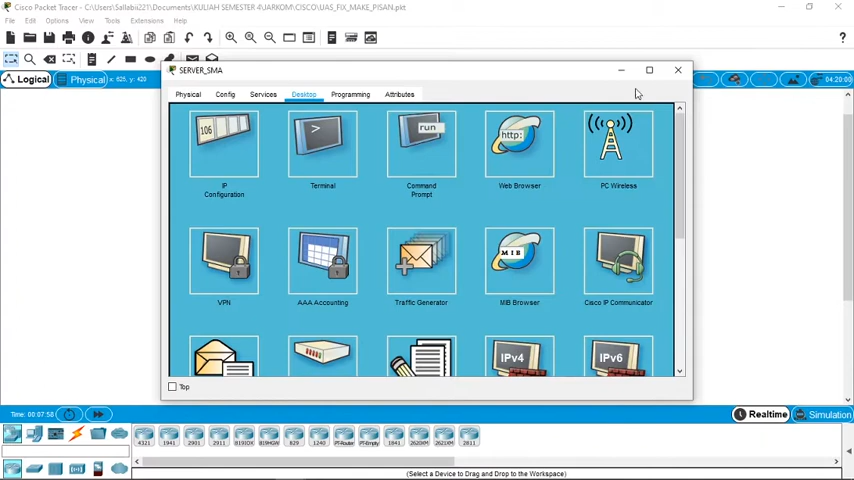 Cisco Packet Tracer - C:\Users\Sallabii221\Documents\KULIAH SEMESTER 4\JARKOM\CISCO\UAS_FIX_MAKE_PISAN.pkt
File Edit Options View Tools Extensions Help
?
Logical Physical x: 625, y: 420 04:20:00
SERVER_SMA
Physical Config Services Desktop Programming Attributes
106 > run http:
IP Configuration
Terminal
Command Prompt
Web Browser
PC Wireless
MIB
VPN AAA Accounting Traffic Generator MIB Browser Cisco IP Communicator
IPv4 IPv6
Top
Time: 00:07:58 Realtime Simulation
4321 1941 2901 2911 819IOX 819HGW 829 1240 PT-Router PT-Empty 1841 2620XM 2621XM 2811
(Select a Device to Drag and Drop to the Workspace)